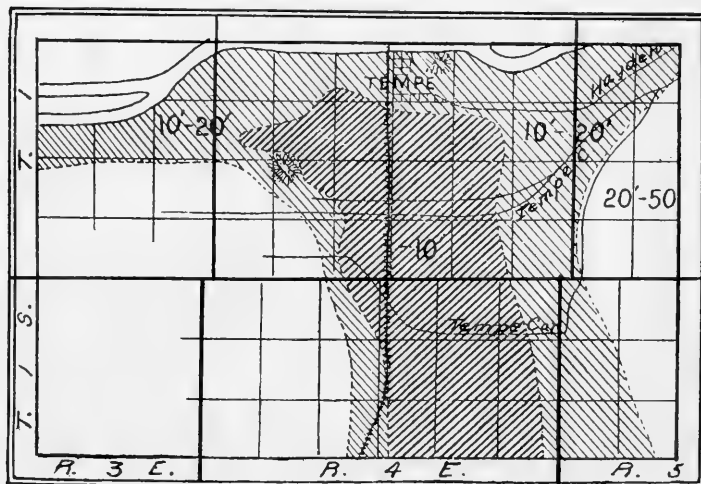 Hayden
TEMPE
10'-20'
10'-20'
Tempe C.
20'-50
-10'
Tempe Can.
T. 1
T. 1 S.
R. 3 E.
R. 4 E.
R. 5